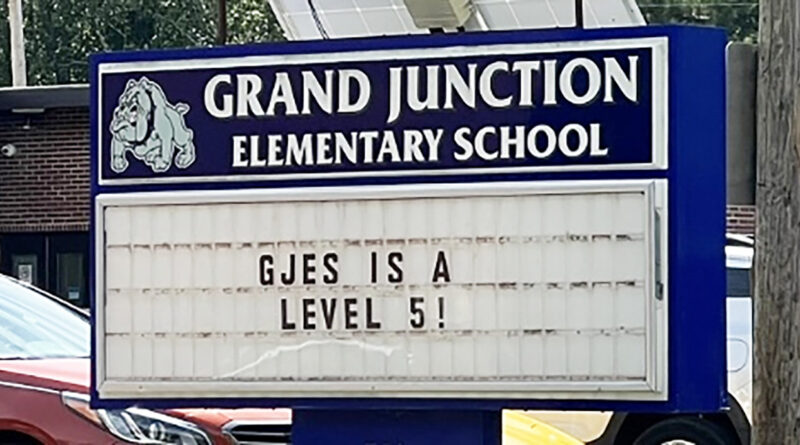 GRAND JUNCTION
ELEMENTARY SCHOOL
GJES IS A
LEVEL 5!